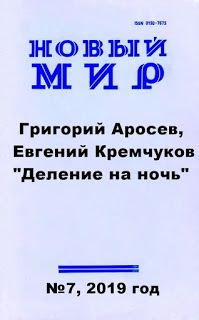 ISSN 0130-7673
НОВЫЙ
МИР
Григорий Аросев,
Евгений Кремчуков
"Деление на ночь"
№7, 2019 год